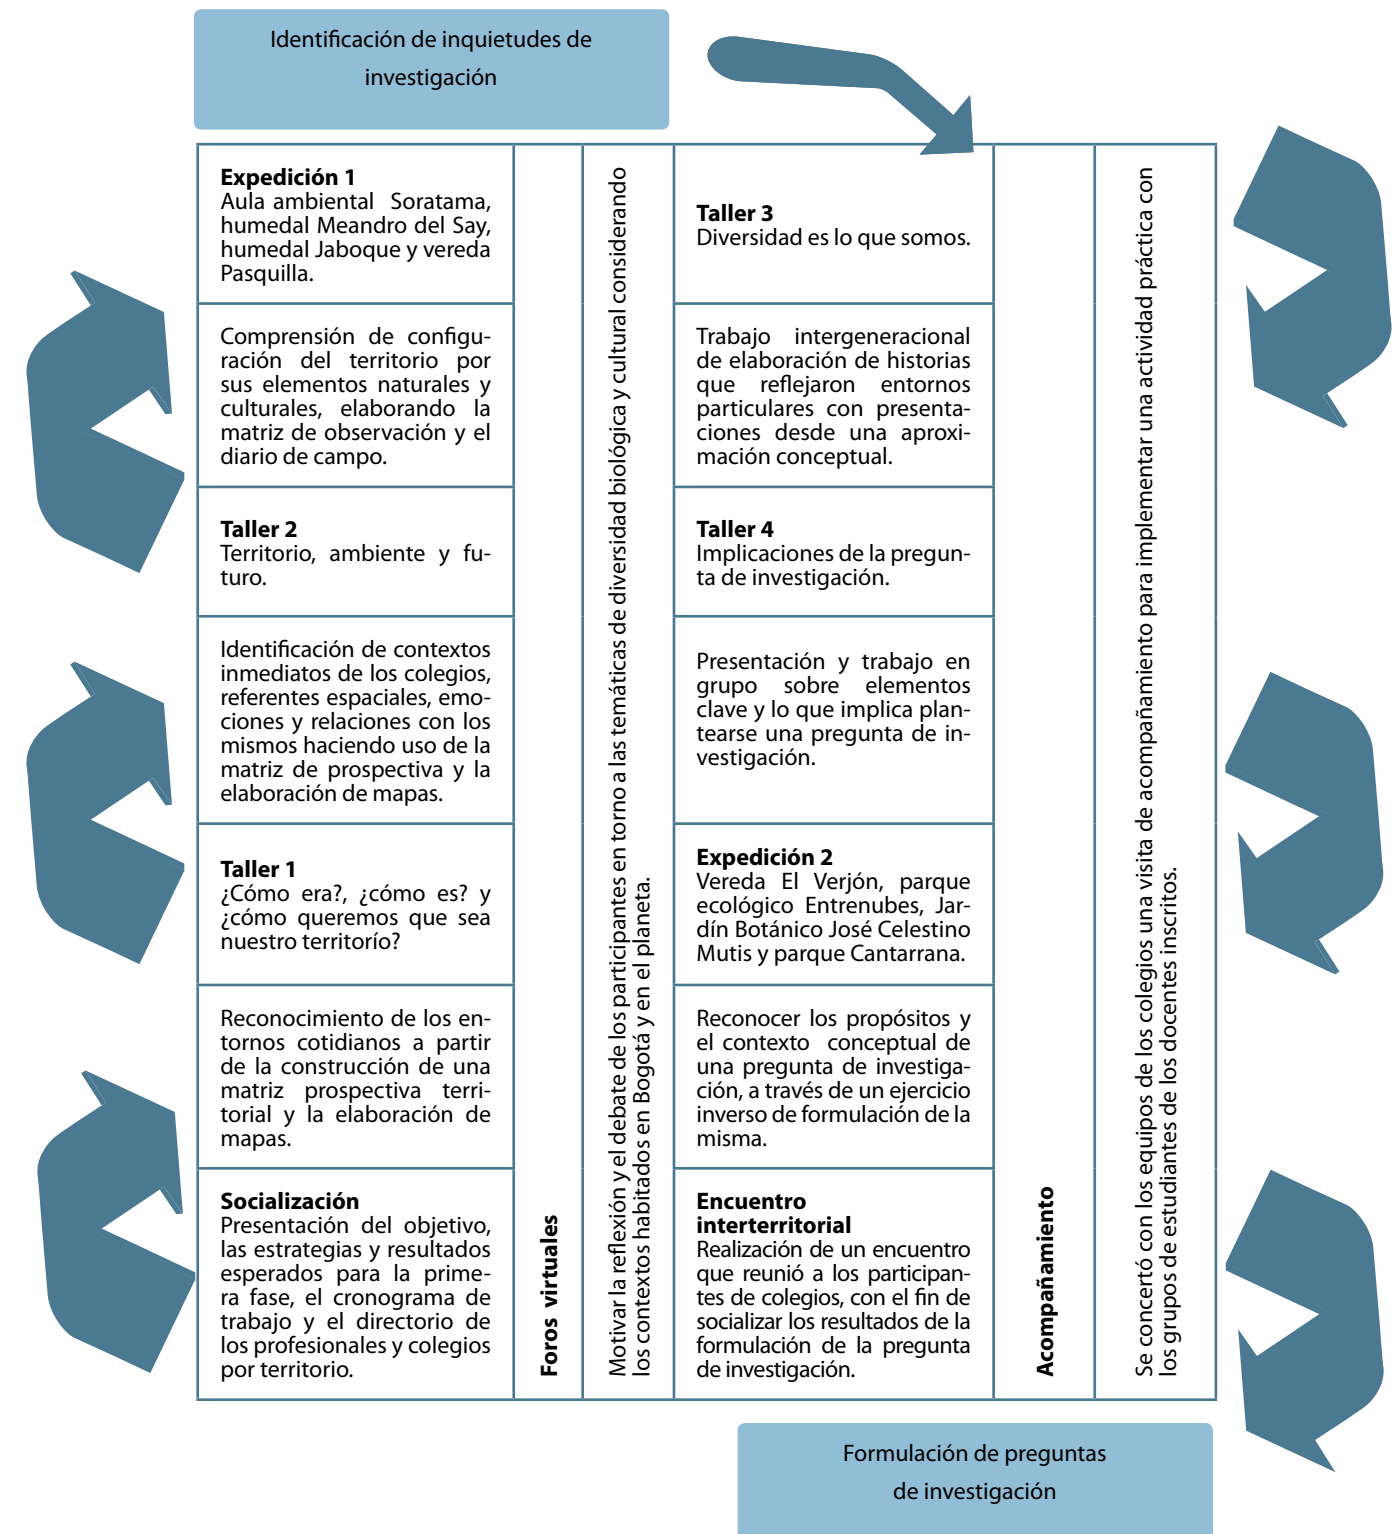 Identificación de inquietudes de
investigación
Expedición 1
Aula ambiental Soratama,
humedal Meandro del Say,
humedal Jaboque y vereda
Pasquilla.
Comprensión de configu-
ración del territorio por
sus elementos naturales y
culturales, elaborando la
matriz de observación y el
diario de campo.
Taller 2
Territorio, ambiente y fu-
turo.
Identificación de contextos
inmediatos de los colegios,
referentes espaciales, emo-
ciones y relaciones con los
mismos haciendo uso de la
matriz de prospectiva y la
elaboración de mapas.
Taller 1
¿Cómo era?, ¿cómo es? y
¿cómo queremos que sea
nuestro territorío?
Reconocimiento de los en-
tornos cotidianos a partir
de la construcción de una
matriz prospectiva terri-
torial y la elaboración de
mapas.
Socialización
Presentación del objetivo,
las estrategias y resultados
esperados para la prime-
ra fase, el cronograma de
trabajo y el directorio de
los profesionales y colegios
por territorio.
Foros virtuales
Motivar la reflexión y el debate de los participantes en torno a las temáticas de diversidad biológica y cultural considerando
los contextos habitados en Bogotá y en el planeta.
Taller 3
Diversidad es lo que somos.
Trabajo intergeneracional
de elaboración de historias
que reflejaron entornos
particulares con presenta-
ciones desde una aproxi-
mación conceptual.
Taller 4
Implicaciones de la pregun-
ta de investigación.
Presentación y trabajo en
grupo sobre elementos
clave y lo que implica plan-
tearse una pregunta de in-
vestigación.
Expedición 2
Vereda El Verjón, parque
ecológico Entrenubes, Jar-
dín Botánico José Celestino
Mutis y parque Cantarrana.
Reconocer los propósitos y
el contexto conceptual de
una pregunta de investiga-
ción, a través de un ejercicio
inverso de formulación de la
misma.
Encuentro
interterritorial
Realización de un encuentro
que reunió a los participan-
tes de colegios, con el fin de
socializar los resultados de la
formulación de la pregunta
de investigación.
Acompañamiento
Se concertó con los equipos de los colegios una visita de acompañamiento para implementar una actividad práctica con
los grupos de estudiantes de los docentes inscritos.
Formulación de preguntas
de investigación